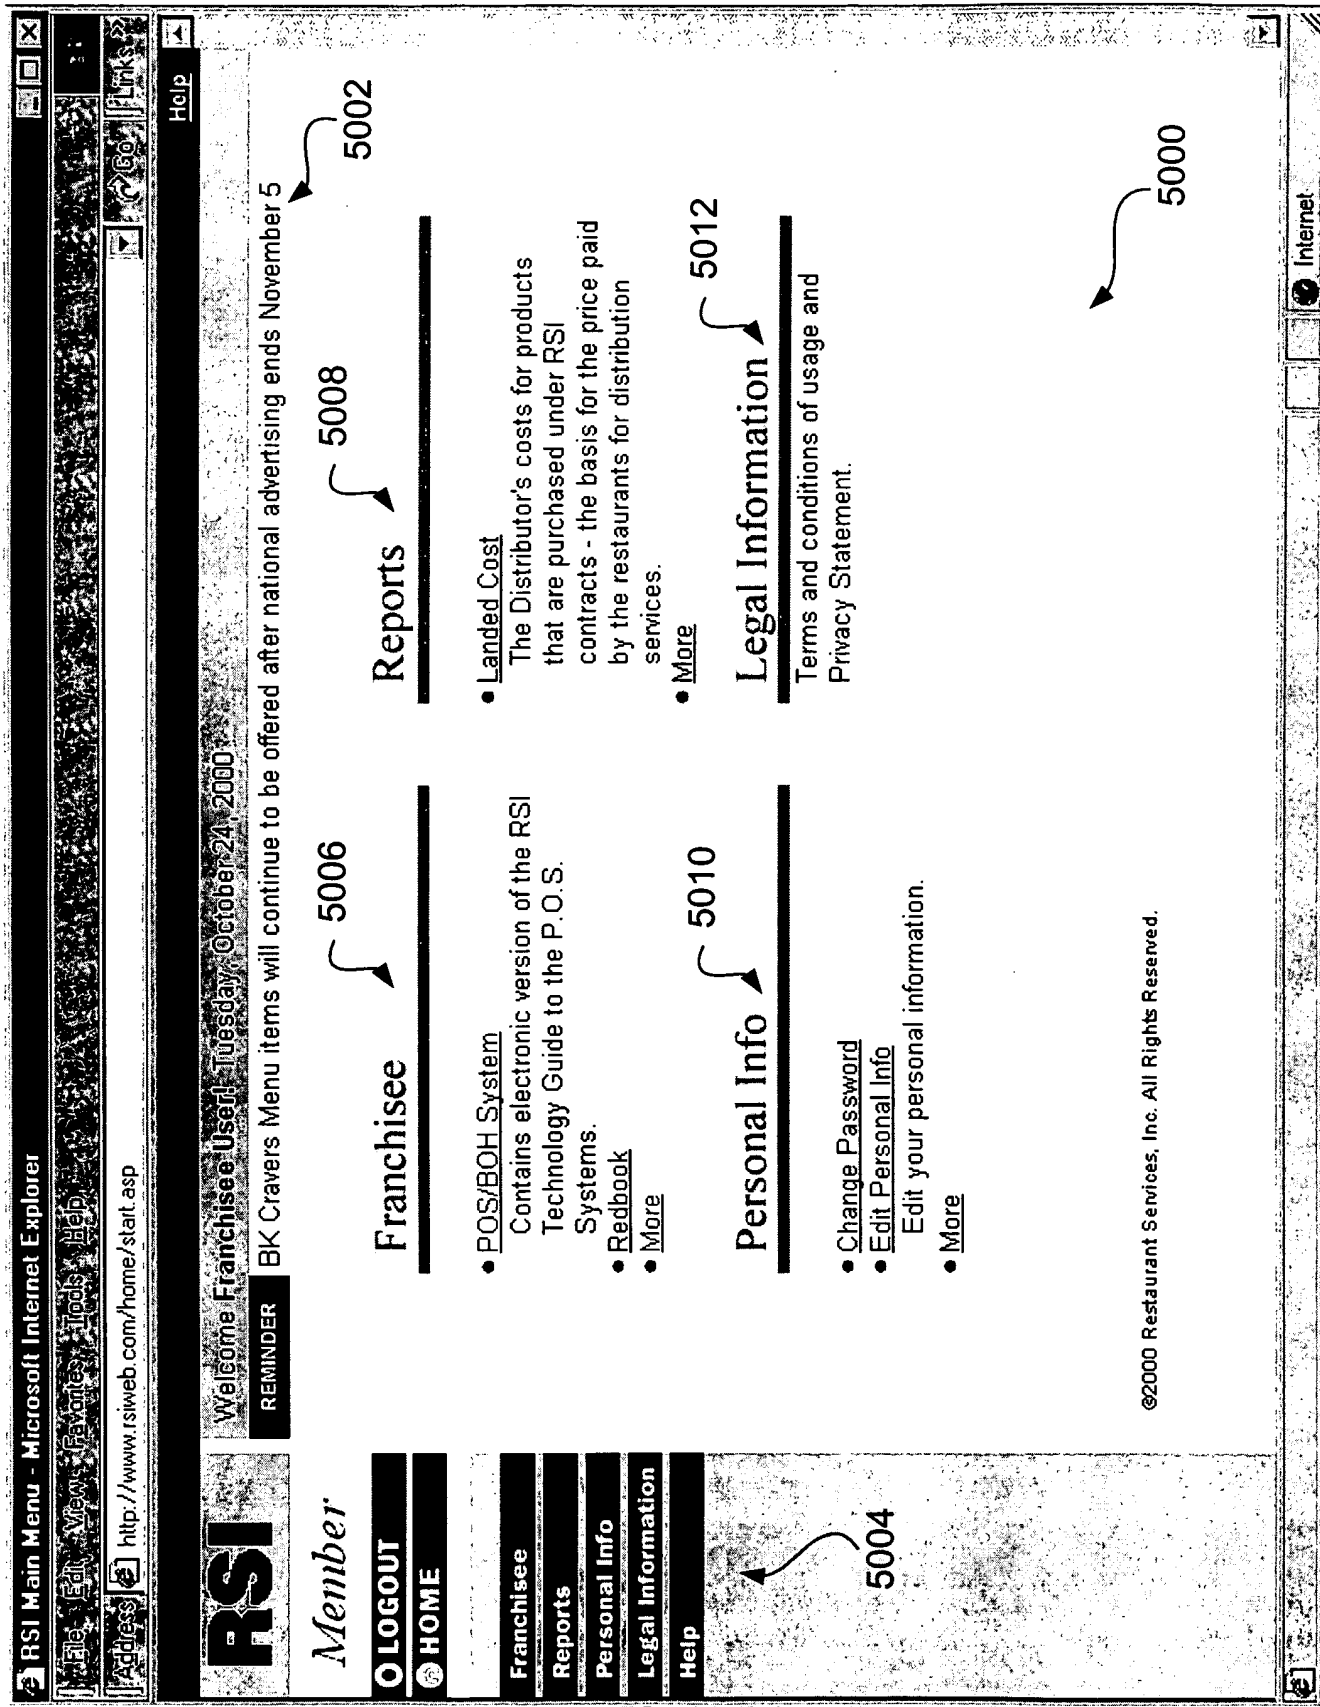 RSI Main Menu - Microsoft Internet Explorer
File Edit View Favorites Tools Help
Address http://www.rsiweb.com/home/start.asp Go Links »
Help
RSI
Welcome Franchisee User! Tuesday, October 24, 2000
REMINDER BK Cravers Menu items will continue to be offered after national advertising ends November 5
5002
Member
LOGOUT
HOME
Franchisee
Reports
Personal Info
Legal Information
Help
5004
5006
Franchisee
• POS/BOH System
Contains electronic version of the RSI
Technology Guide to the P.O.S.
Systems.
• Redbook
• More
5008
Reports
• Landed Cost
The Distributor's costs for products
that are purchased under RSI
contracts - the basis for the price paid
by the restaurants for distribution
services.
• More
5010
Personal Info
• Change Password
• Edit Personal Info
Edit your personal information.
• More
5012
Legal Information
Terms and conditions of usage and
Privacy Statement.
5000
©2000 Restaurant Services, Inc. All Rights Reserved.
Internet